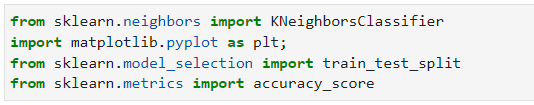 from sklearn.neighbors import KNeighborsClassifier
import matplotlib.pyplot as plt;
from sklearn.model_selection import train_test_split
from sklearn.metrics import accuracy_score